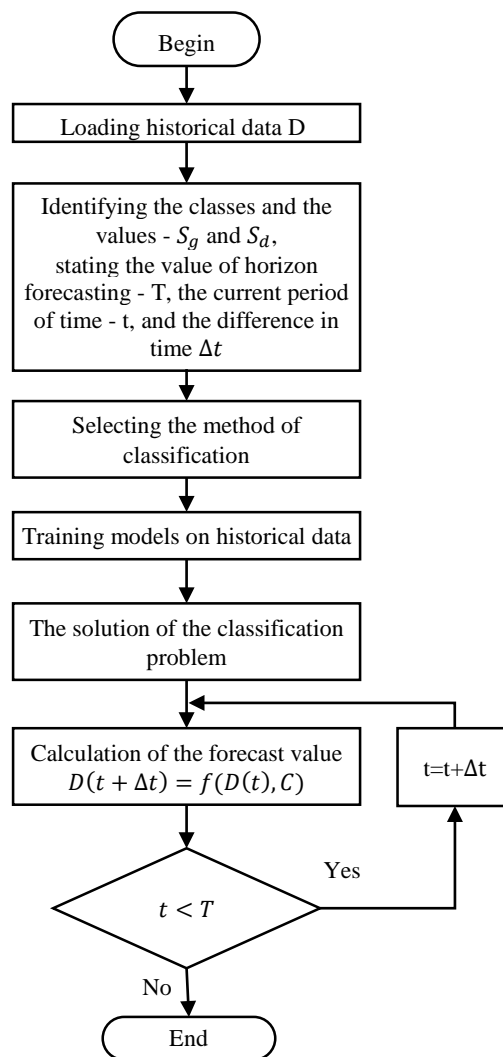 Begin
Loading historical data D
Identifying the classes and the
values - S_g and S_d,
stating the value of horizon
forecasting - T, the current period
of time - t, and the difference in
time Δt
Selecting the method of
classification
Training models on historical data
The solution of the classification
problem
Calculation of the forecast value
D(t + Δt) = f(D(t), C)
t=t+Δt
Yes
t < T
No
End